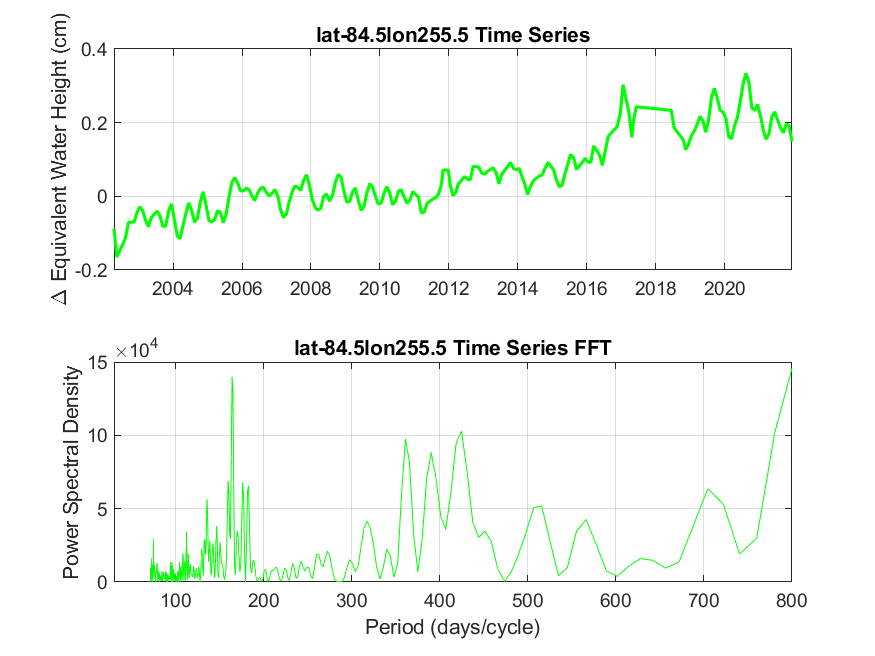 lat-84.5lon255.5 Time Series
Δ Equivalent Water Height (cm)
0.4
0.2
0
-0.2
2004 2006 2008 2010 2012 2014 2016 2018 2020
lat-84.5lon255.5 Time Series FFT
×10^4
Power Spectral Density
15
10
5
0
100 200 300 400 500 600 700 800
Period (days/cycle)